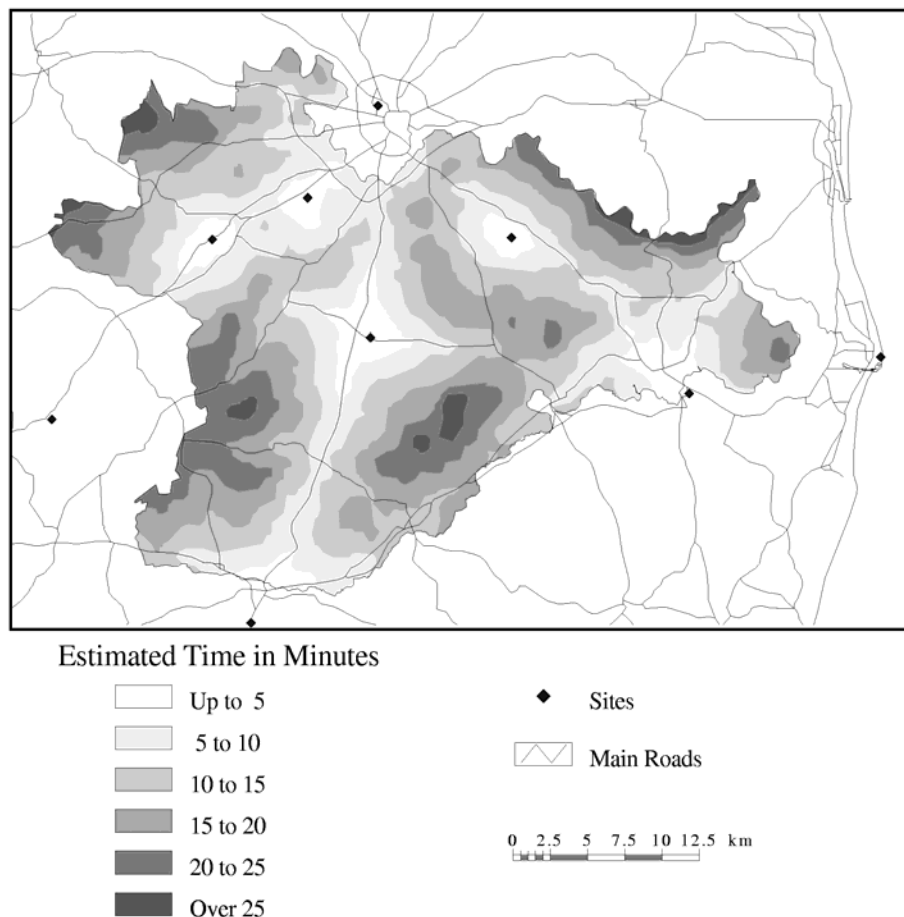 Estimated Time in Minutes
Up to 5
5 to 10
10 to 15
15 to 20
20 to 25
Over 25
Sites
Main Roads
0 2.5 5 7.5 10 12.5 km